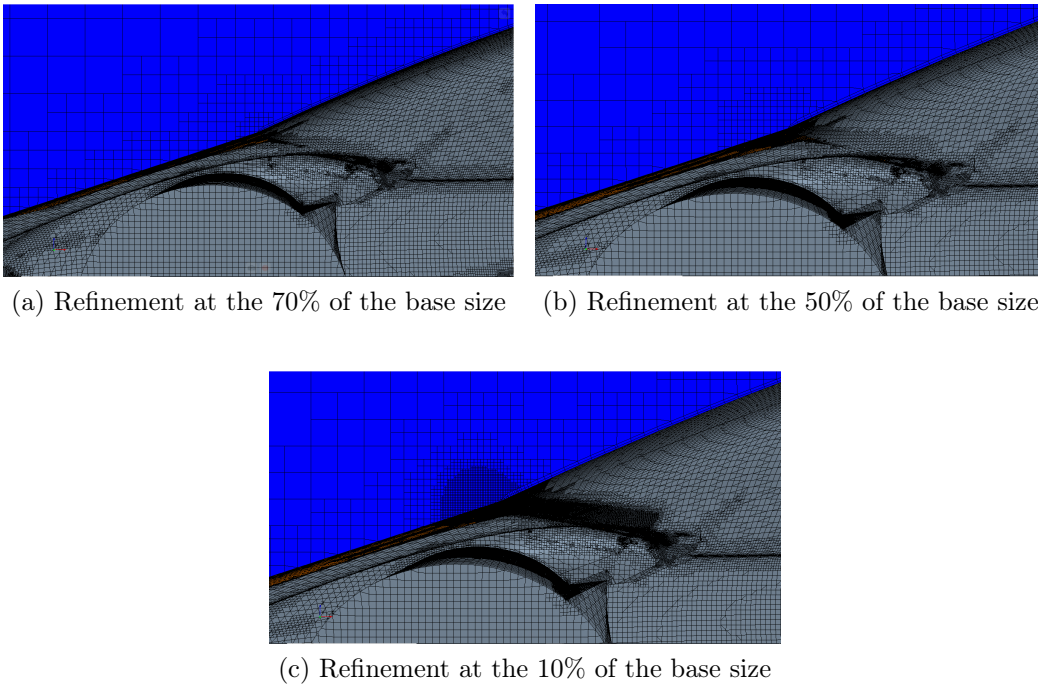 (a) Refinement at the 70% of the base size
(b) Refinement at the 50% of the base size
(c) Refinement at the 10% of the base size